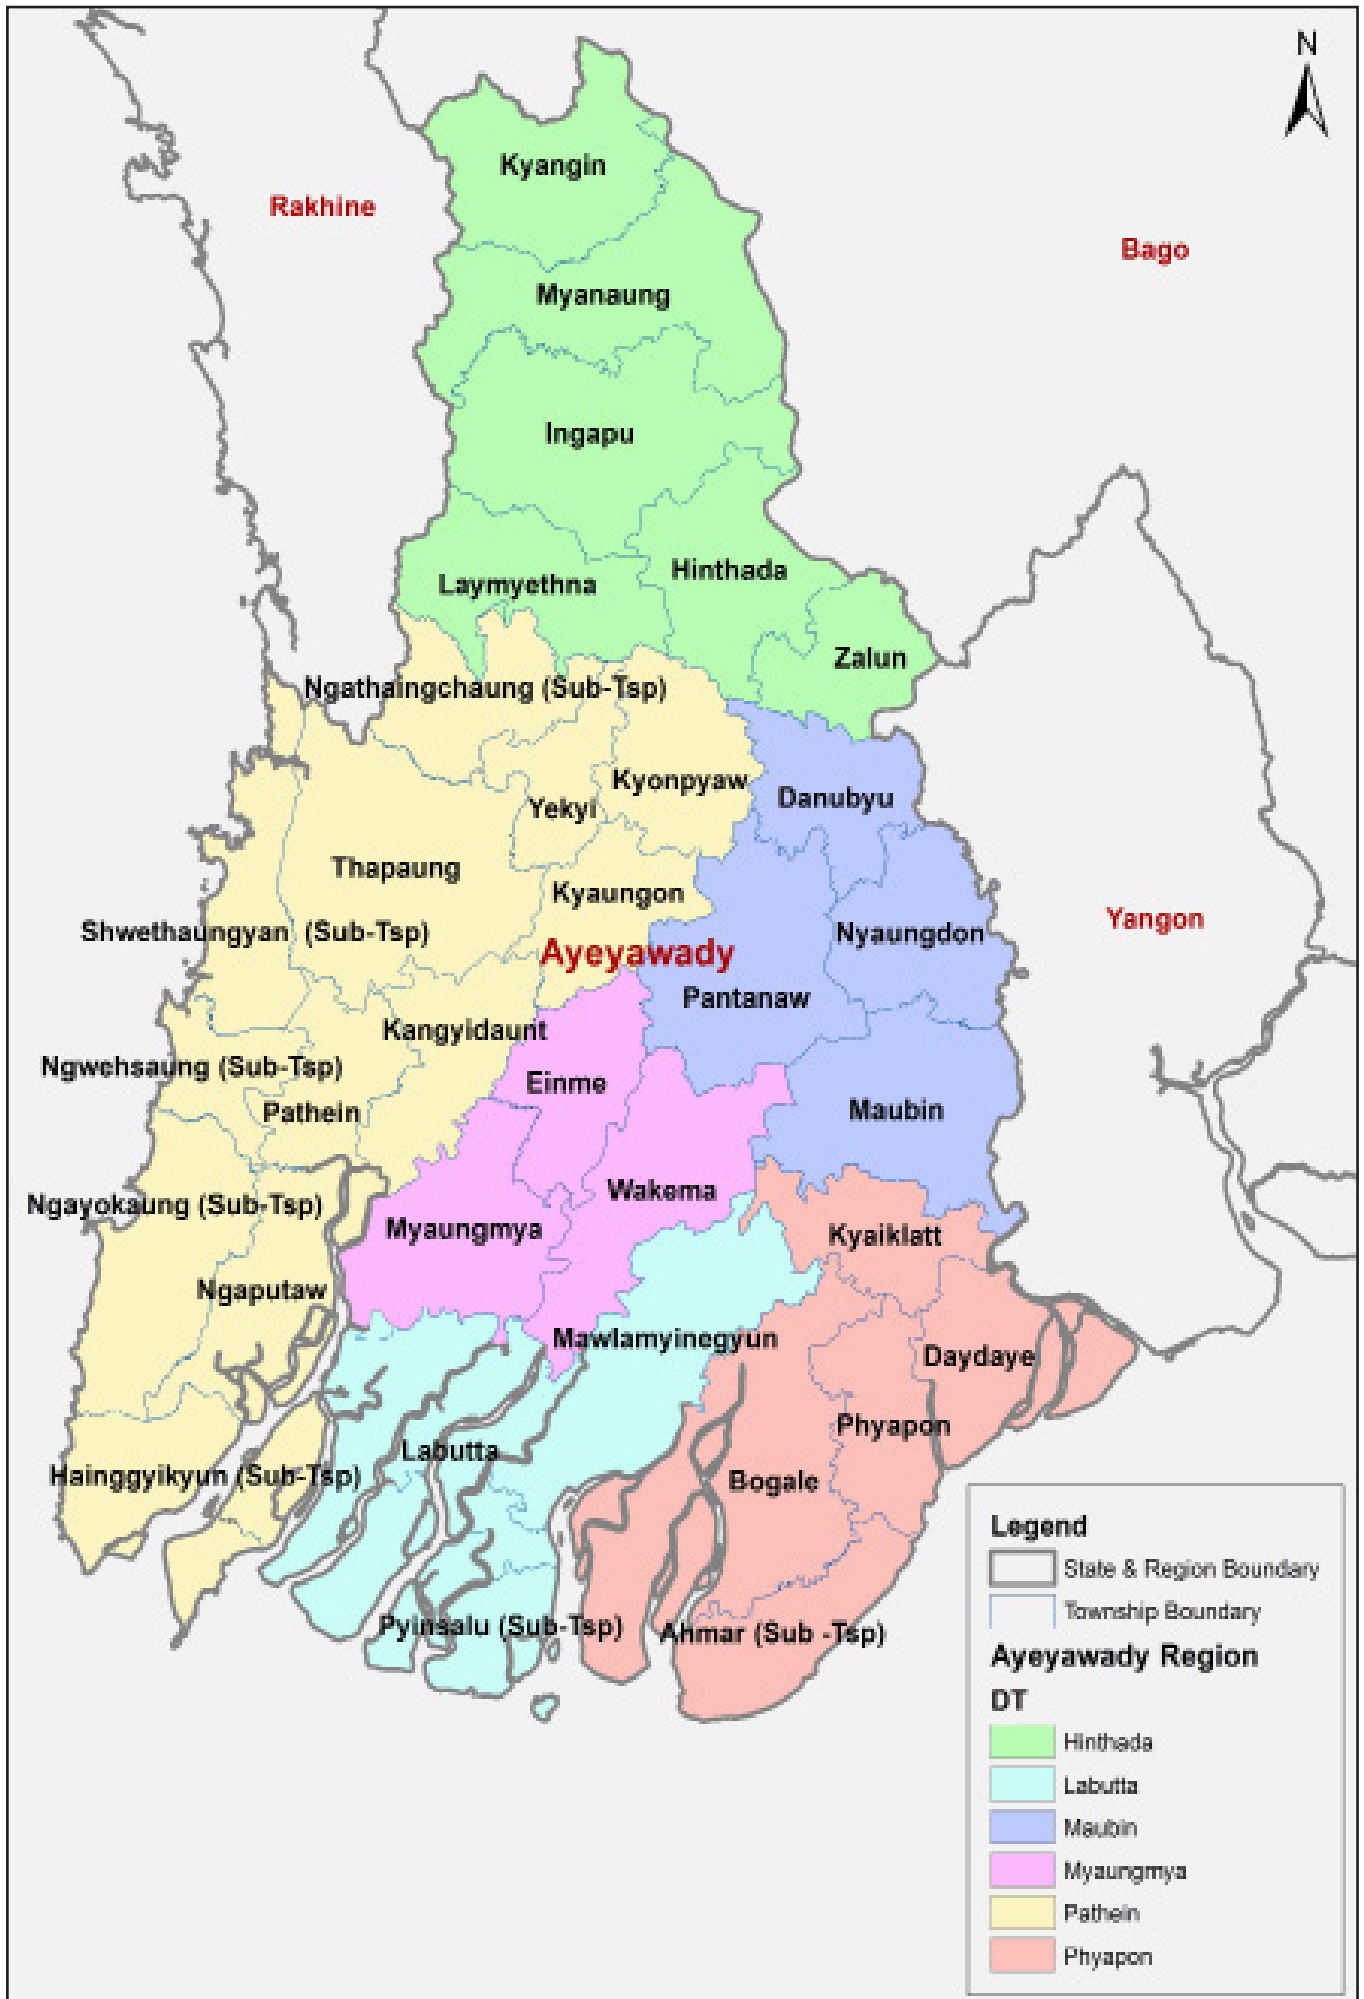 N
Kyangin
Rakhine
Bago
Myanaung
Ingapu
Hinthada
Laymyethna
Zalun
Ngathaingchaung (Sub-Tsp)
Kyonpyaw
Danubyu
Yekyi
Thapaung
Kyaungon
Yangon
Shwethaungyan (Sub-Tsp)
Nyaungdon
Ayeyawady
Pantanaw
Kangyidaunt
Ngwehsaung (Sub-Tsp)
Einme
Pathein
Maubin
Wakema
Ngayokaung (Sub-Tsp)
Myaungmya
Kyaiklatt
Ngaputaw
Mawlamyinegyun
Daydaye
Phyapon
Labutta
Hainggyikyun (Sub-Tsp)
Bogale
Pyinsalu (Sub-Tsp)
Ahmar (Sub -Tsp)
Legend
State & Region Boundary
Township Boundary
Ayeyawady Region
DT
Hinthada
Labutta
Maubin
Myaungmya
Pathein
Phyapon